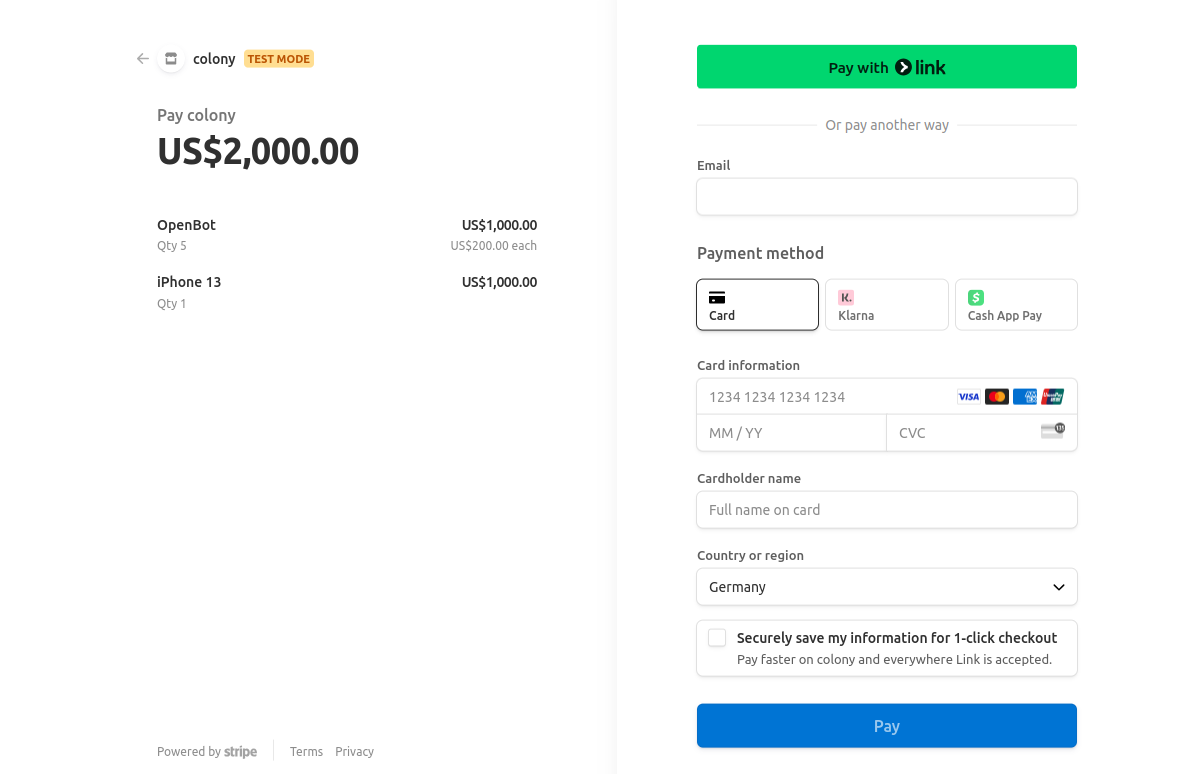 colony TEST MODE
Pay colony
US$2,000.00
OpenBot US$1,000.00
Qty 5 US$200.00 each
iPhone 13 US$1,000.00
Qty 1
Powered by stripe Terms Privacy
Pay with link
Or pay another way
Email
Payment method
K. $
Card Klarna Cash App Pay
Card information
1234 1234 1234 1234 VISA AM EX UnionPay
MM / YY CVC
Cardholder name
Full name on card
Country or region
Germany
Securely save my information for 1-click checkout
Pay faster on colony and everywhere Link is accepted.
Pay